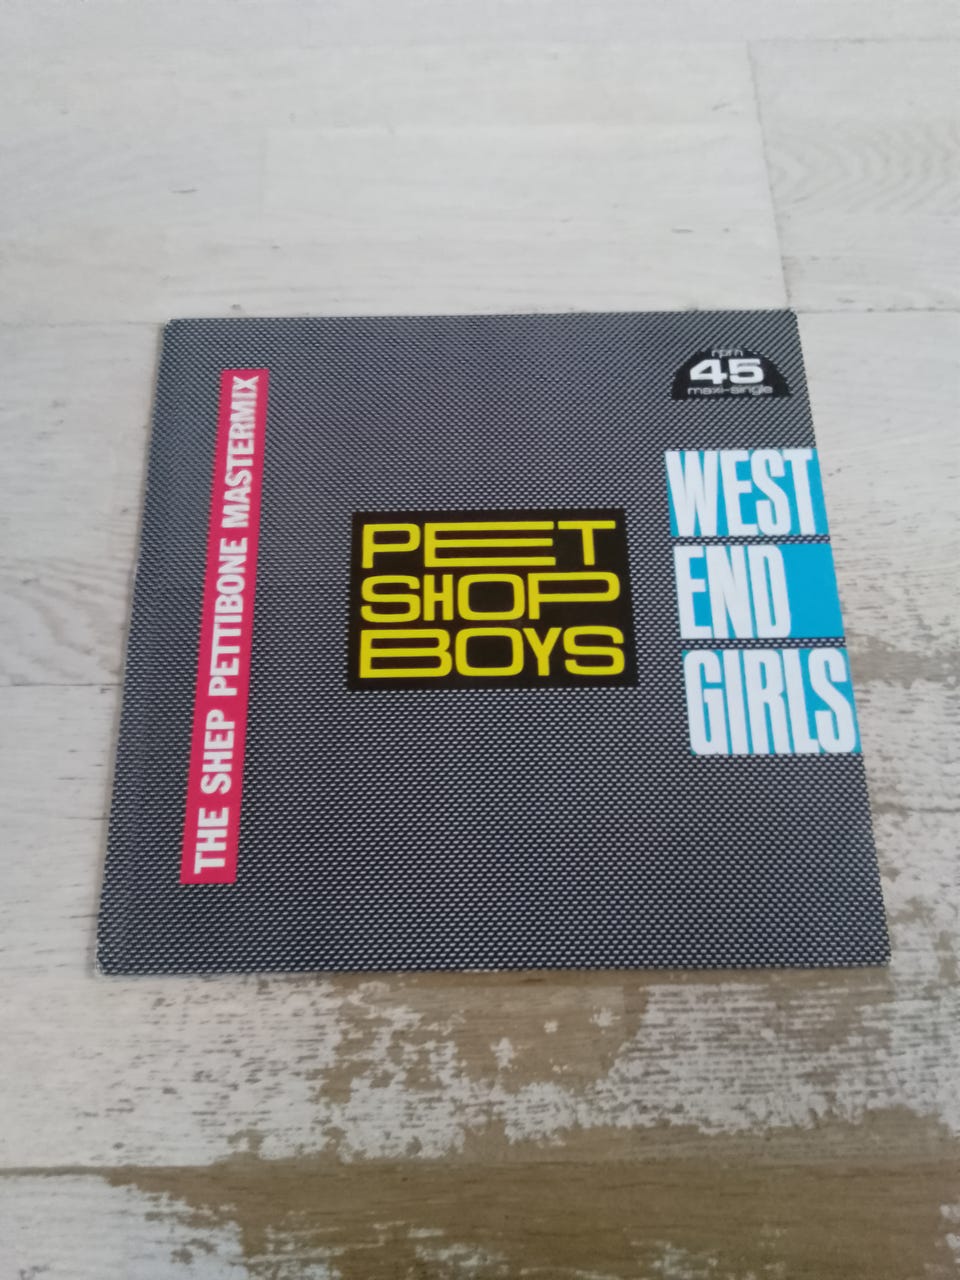 rpm
45
maxi-single
THE SHEP PETTIBONE MASTERMIX
PET
SHOP
BOYS
WEST
END
GIRLS